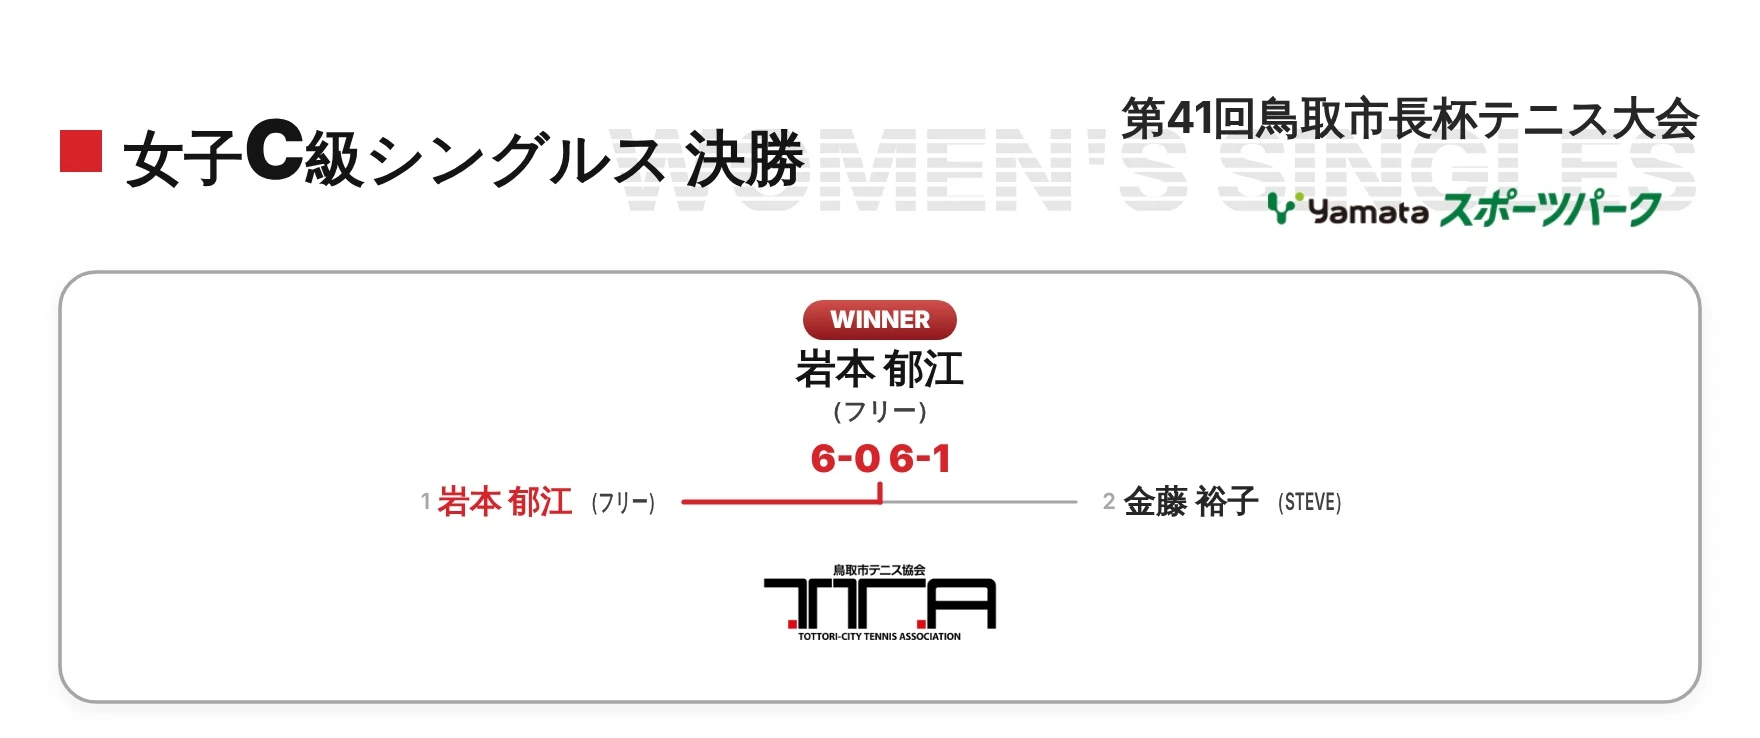 第41回鳥取市長杯テニス大会
女子C級シングルス 決勝
WOMEN'S SINGLES
Yamata スポーツパーク
WINNER
岩本 郁江
（フリー）
6-0 6-1
1 岩本 郁江 （フリー）
2 金藤 裕子 （STEVE）
鳥取市テニス協会
TTA
TOTTORI-CITY TENNIS ASSOCIATION